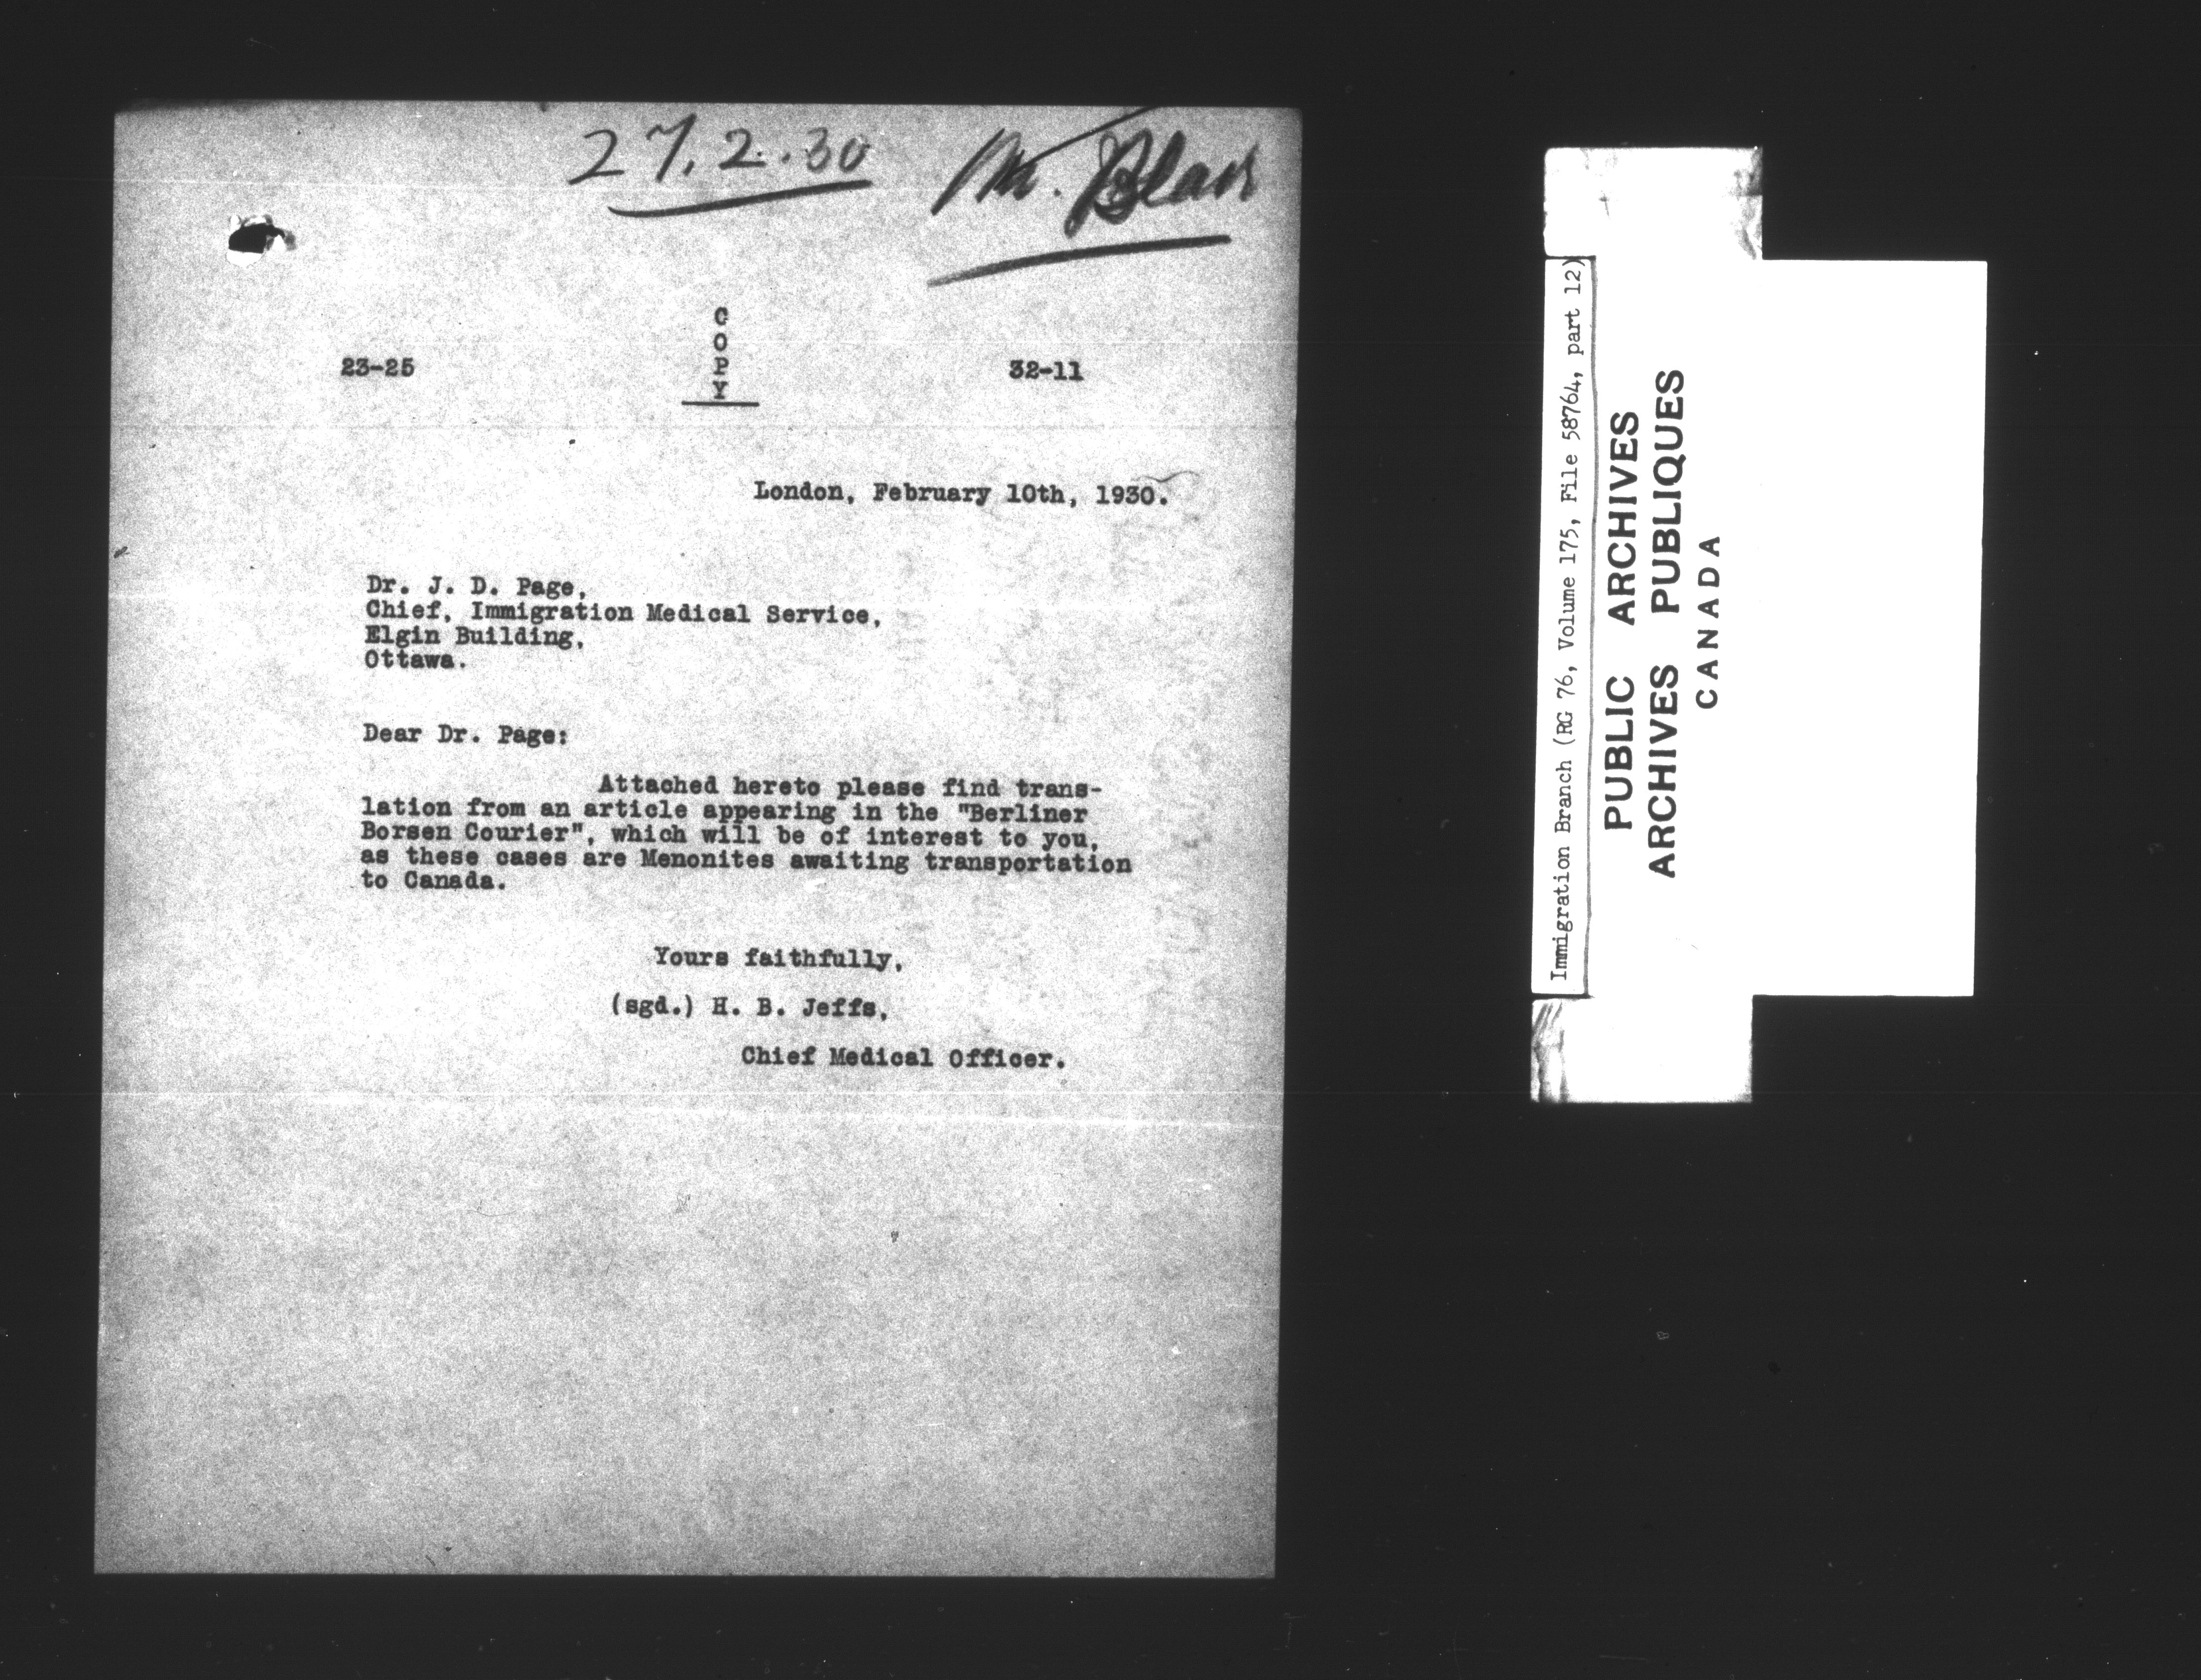 27.2.30 Mr. Blair
COPY
23-25 32-11
London, February 10th, 1930.
Dr. J. D. Page,
Chief, Immigration Medical Service,
Elgin Building,
Ottawa.
Dear Dr. Page:
Attached hereto please find trans-
lation from an article appearing in the "Berliner
Borsen Courier", which will be of interest to you,
as these cases are Menonites awaiting transportation
to Canada.
Yours faithfully,
(sgd.) H. B. Jeffs,
Chief Medical Officer.
Immigration Branch (RG 76, Volume 175, File 58764, part 12)
PUBLIC ARCHIVES
ARCHIVES PUBLIQUES
CANADA